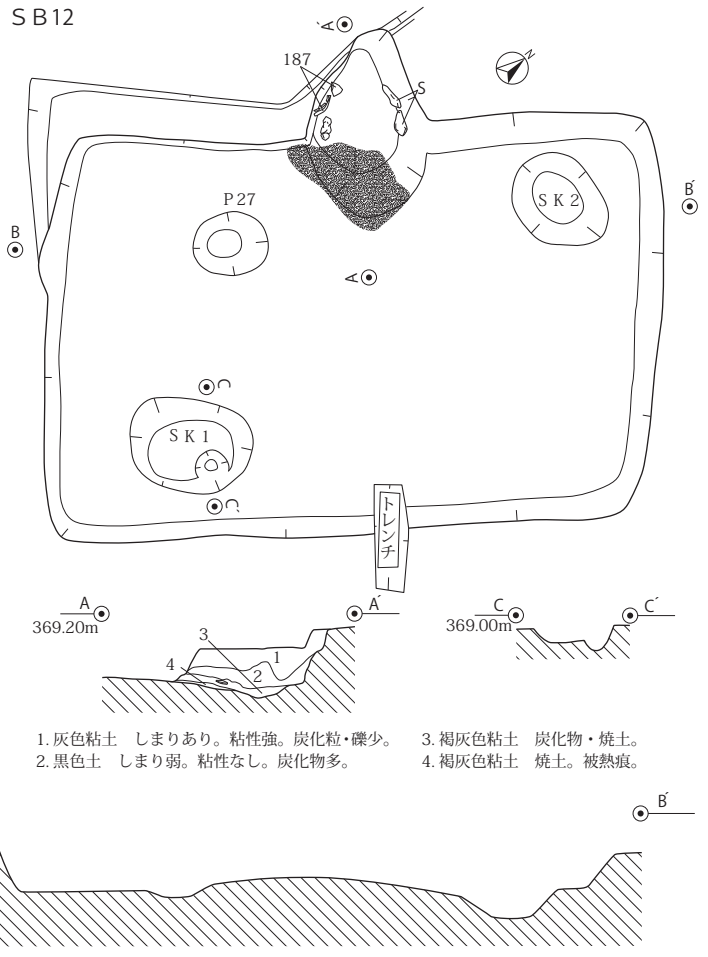 SB12
A´
187
S
N
P27
SK2
B´
B
A
C
SK1
C´
トレンチ
A
A´
369.20m
3
4
1
2
C
C´
369.00m
1. 灰色粘土　しまりあり。粘性強。炭化粒・礫少。
2. 黒色土　しまり弱。粘性なし。炭化物多。
3. 褐灰色粘土　炭化物・焼土。
4. 褐灰色粘土　焼土。被熱痕。
B´